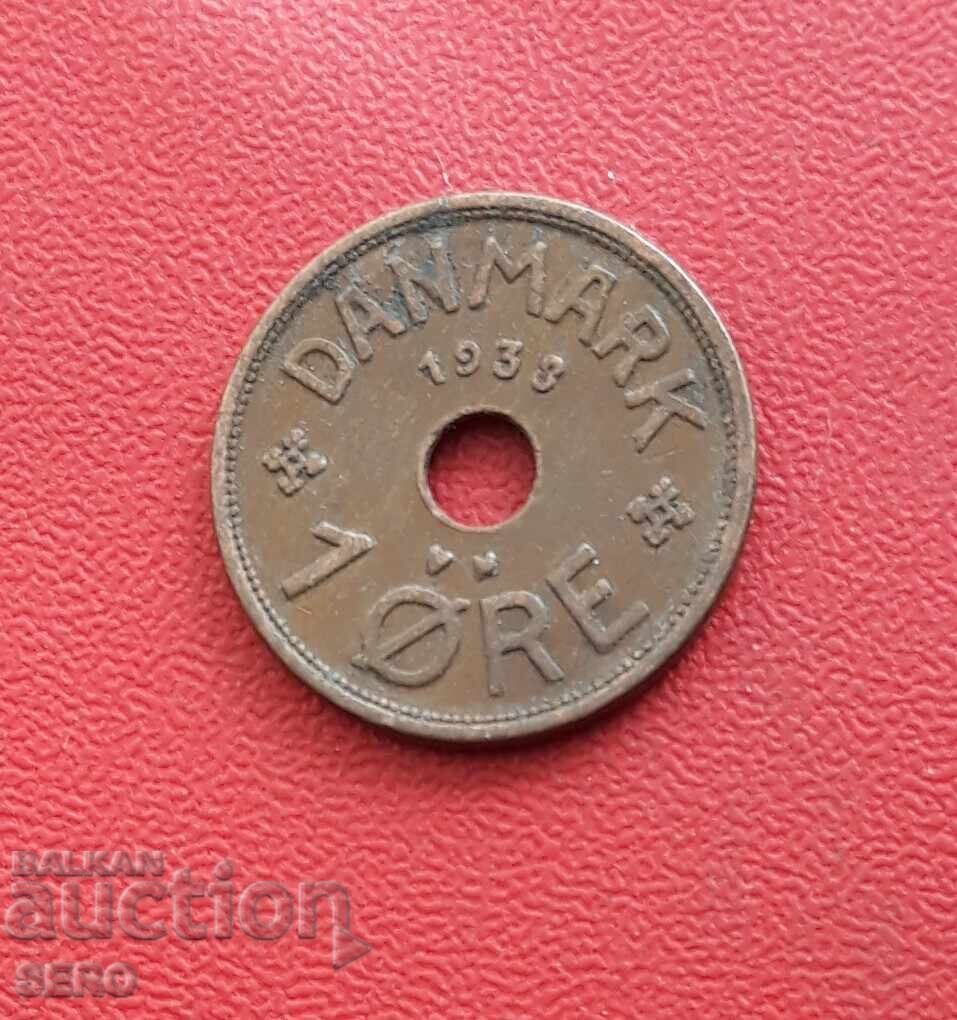 DANMARK
1938
1 ØRE
BALKAN
auction
SERO